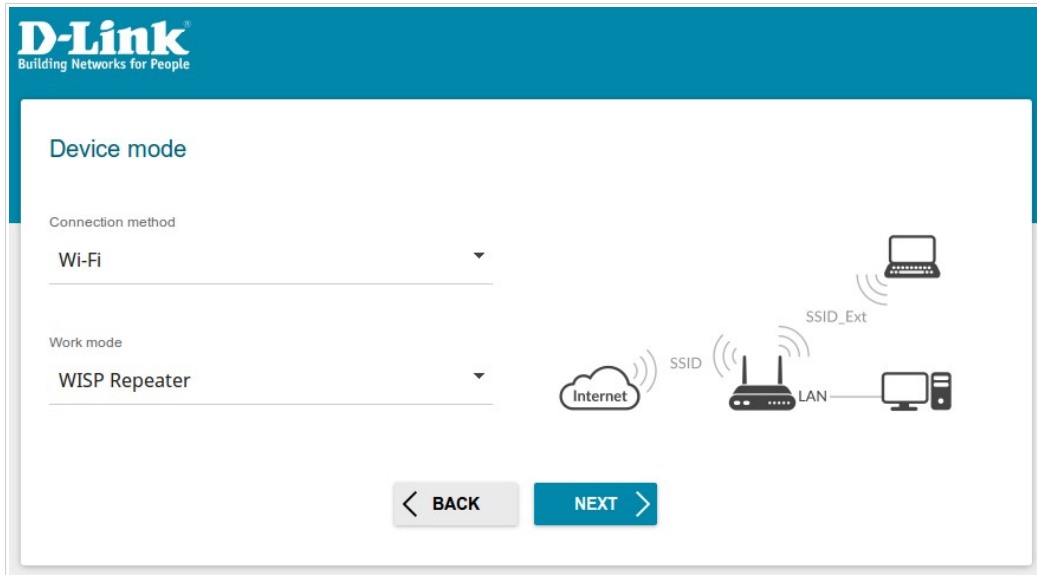 D-Link®
Building Networks for People
Device mode
Connection method
Wi-Fi
Work mode
WISP Repeater
SSID_Ext
SSID
Internet
LAN
BACK
NEXT